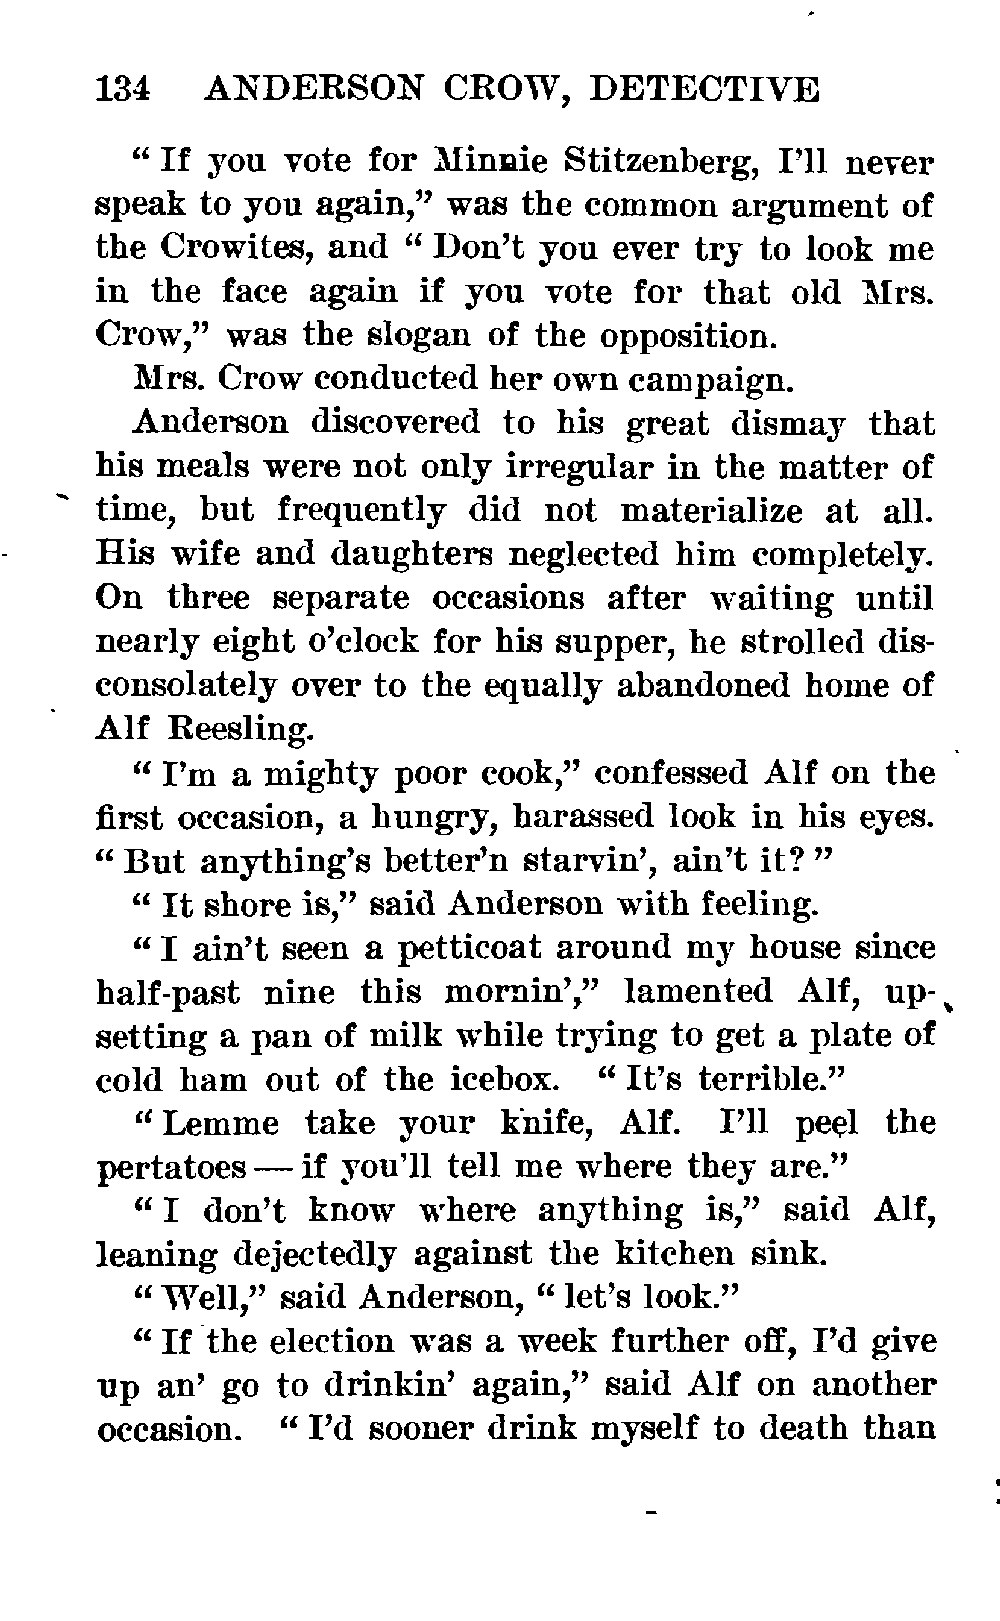 134 ANDERSON CROW, DETECTIVE
“ If you vote for Minnie Stitzenberg, I’ll never
speak to you again,” was the common argument of
the Crowites, and “ Don’t you ever try to look me
in the face again if you vote for that old Mrs.
Crow,” was the slogan of the opposition.
Mrs. Crow conducted her own campaign.
Anderson discovered to his great dismay that
his meals were not only irregular in the matter of
time, but frequently did not materialize at all.
His wife and daughters neglected him completely.
On three separate occasions after waiting until
nearly eight o’clock for his supper, he strolled dis-
consolately over to the equally abandoned home of
Alf Reesling.
“ I’m a mighty poor cook,” confessed Alf on the
first occasion, a hungry, harassed look in his eyes.
“ But anything’s better’n starvin’, ain’t it? ”
“ It shore is,” said Anderson with feeling.
“ I ain’t seen a petticoat around my house since
half-past nine this mornin’,” lamented Alf, up-
setting a pan of milk while trying to get a plate of
cold ham out of the icebox. “ It’s terrible.”
“ Lemme take your knife, Alf. I’ll peel the
pertatoes — if you’ll tell me where they are.”
“ I don’t know where anything is,” said Alf,
leaning dejectedly against the kitchen sink.
“ Well,” said Anderson, “ let’s look.”
“ If the election was a week further off, I’d give
up an’ go to drinkin’ again,” said Alf on another
occasion. “ I’d sooner drink myself to death than